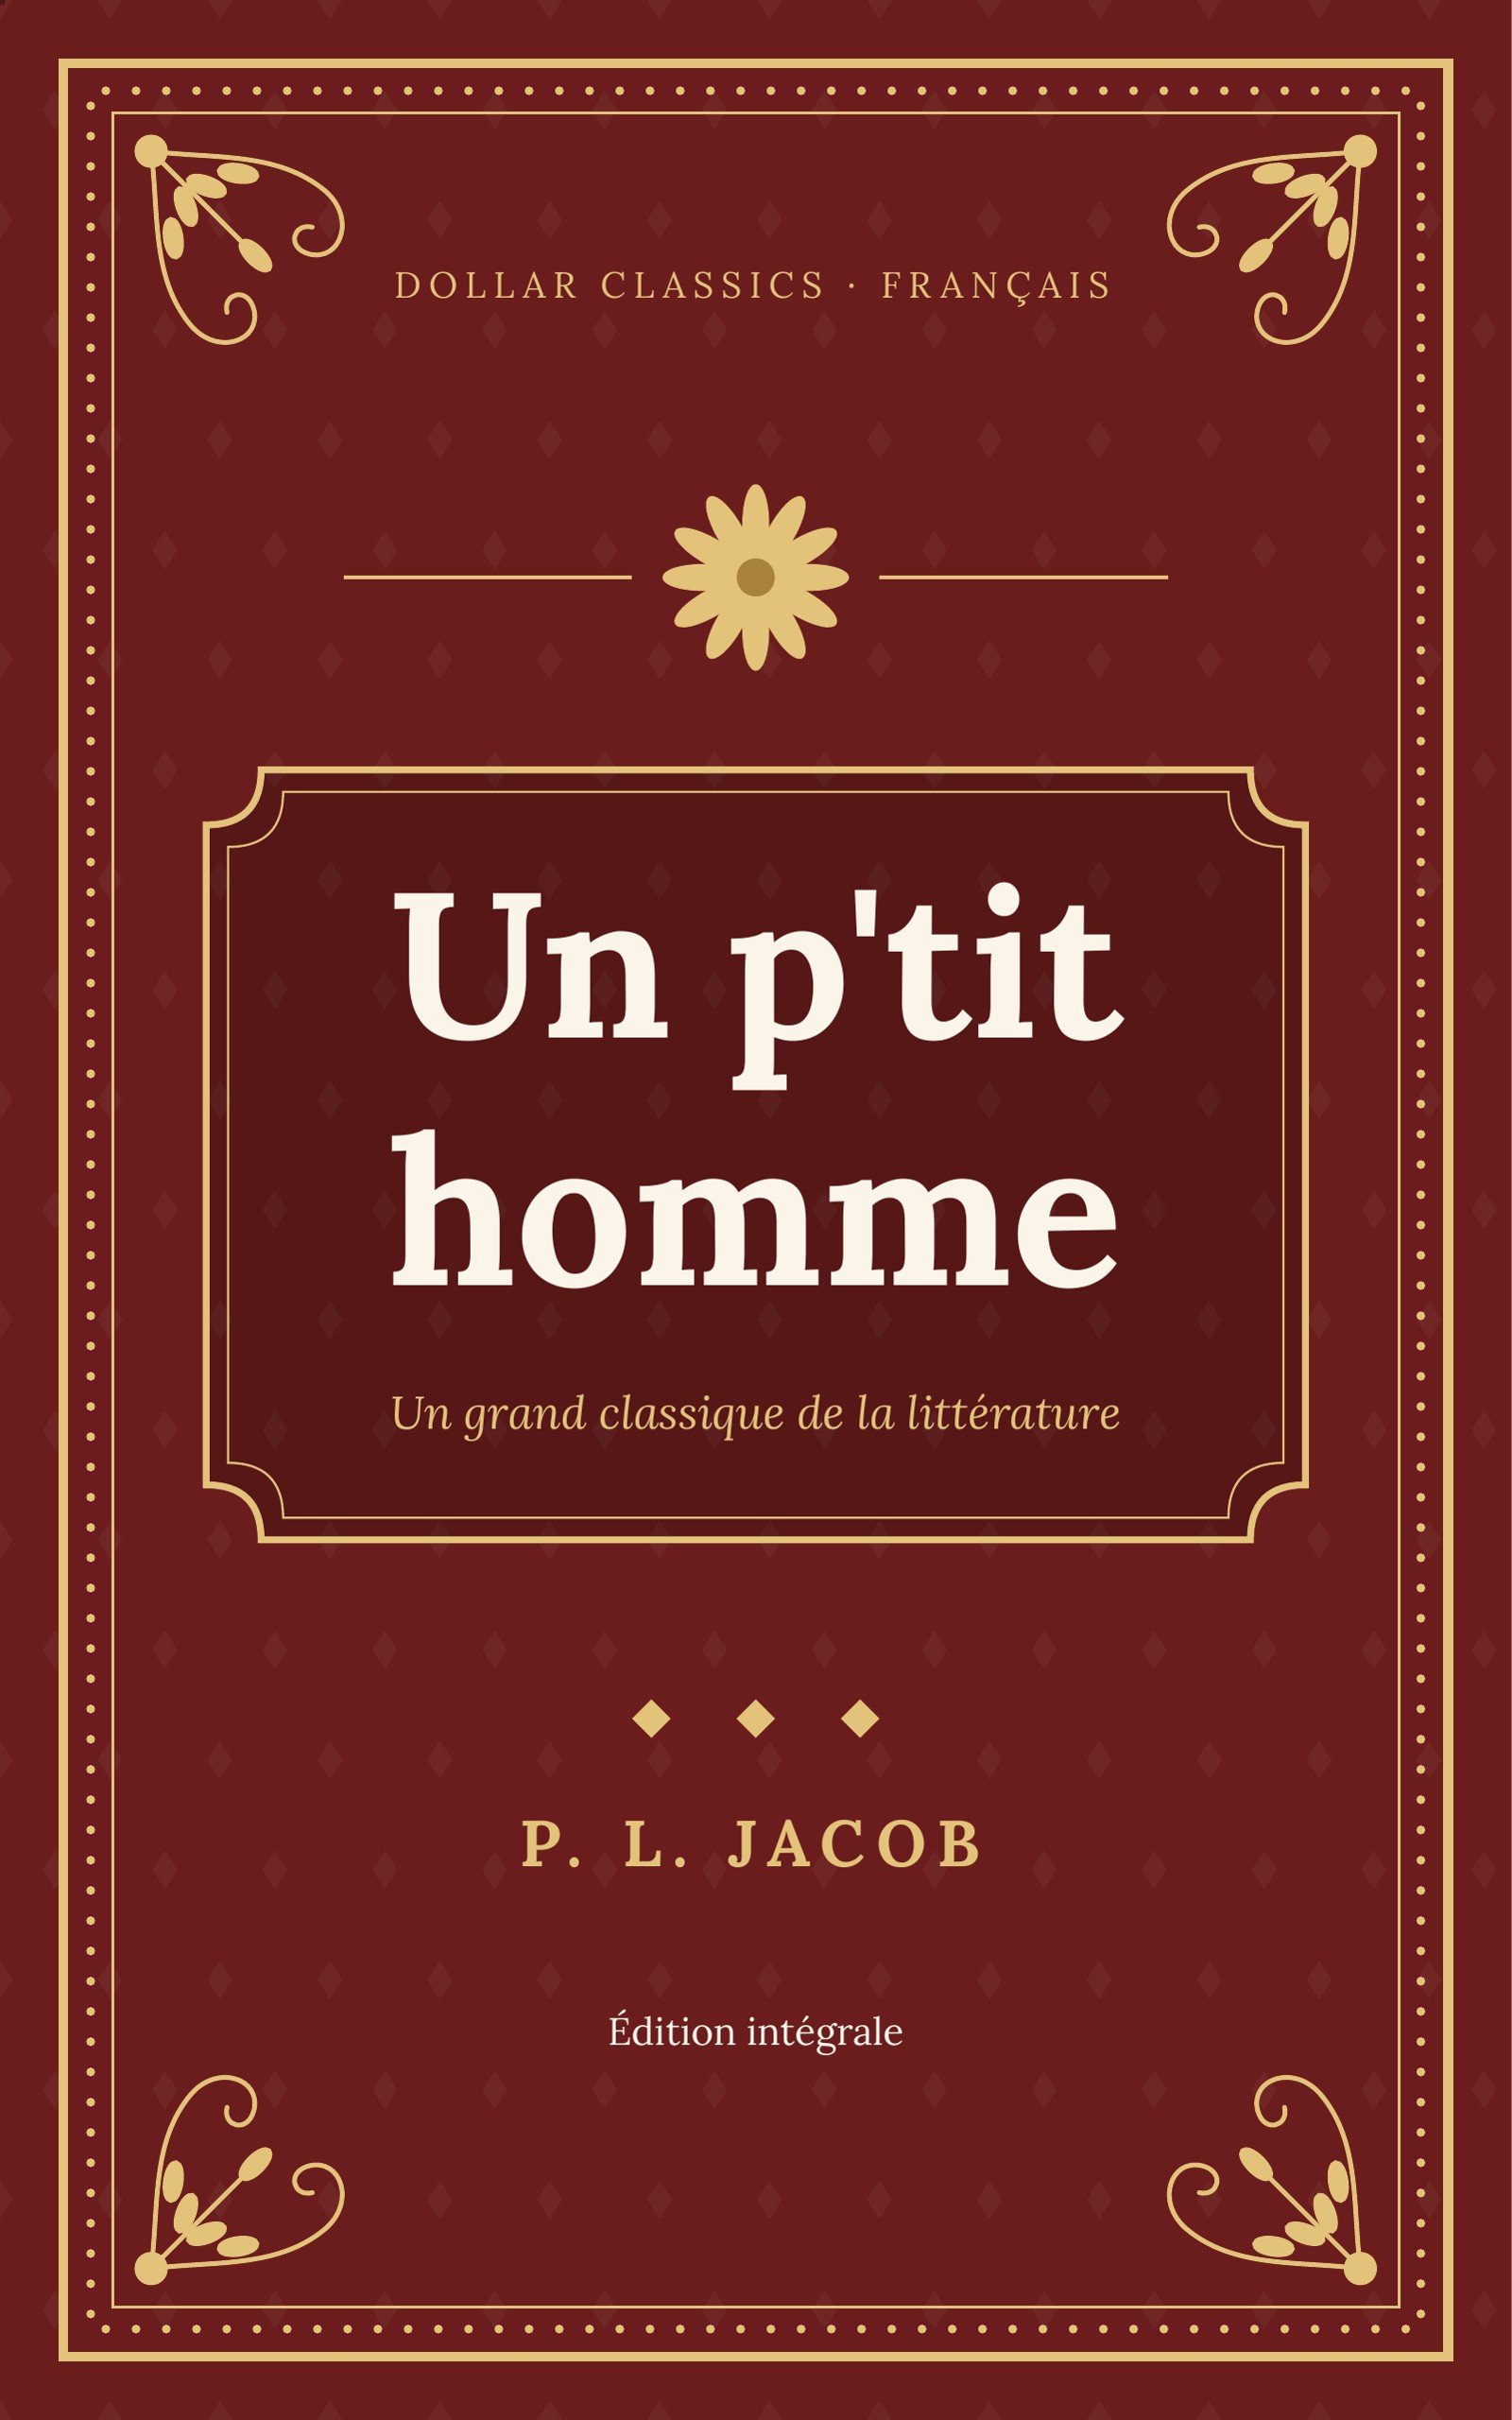 DOLLAR CLASSICS · FRANÇAIS
Un p'tit
homme
Un grand classique de la littérature
P. L. JACOB
Édition intégrale